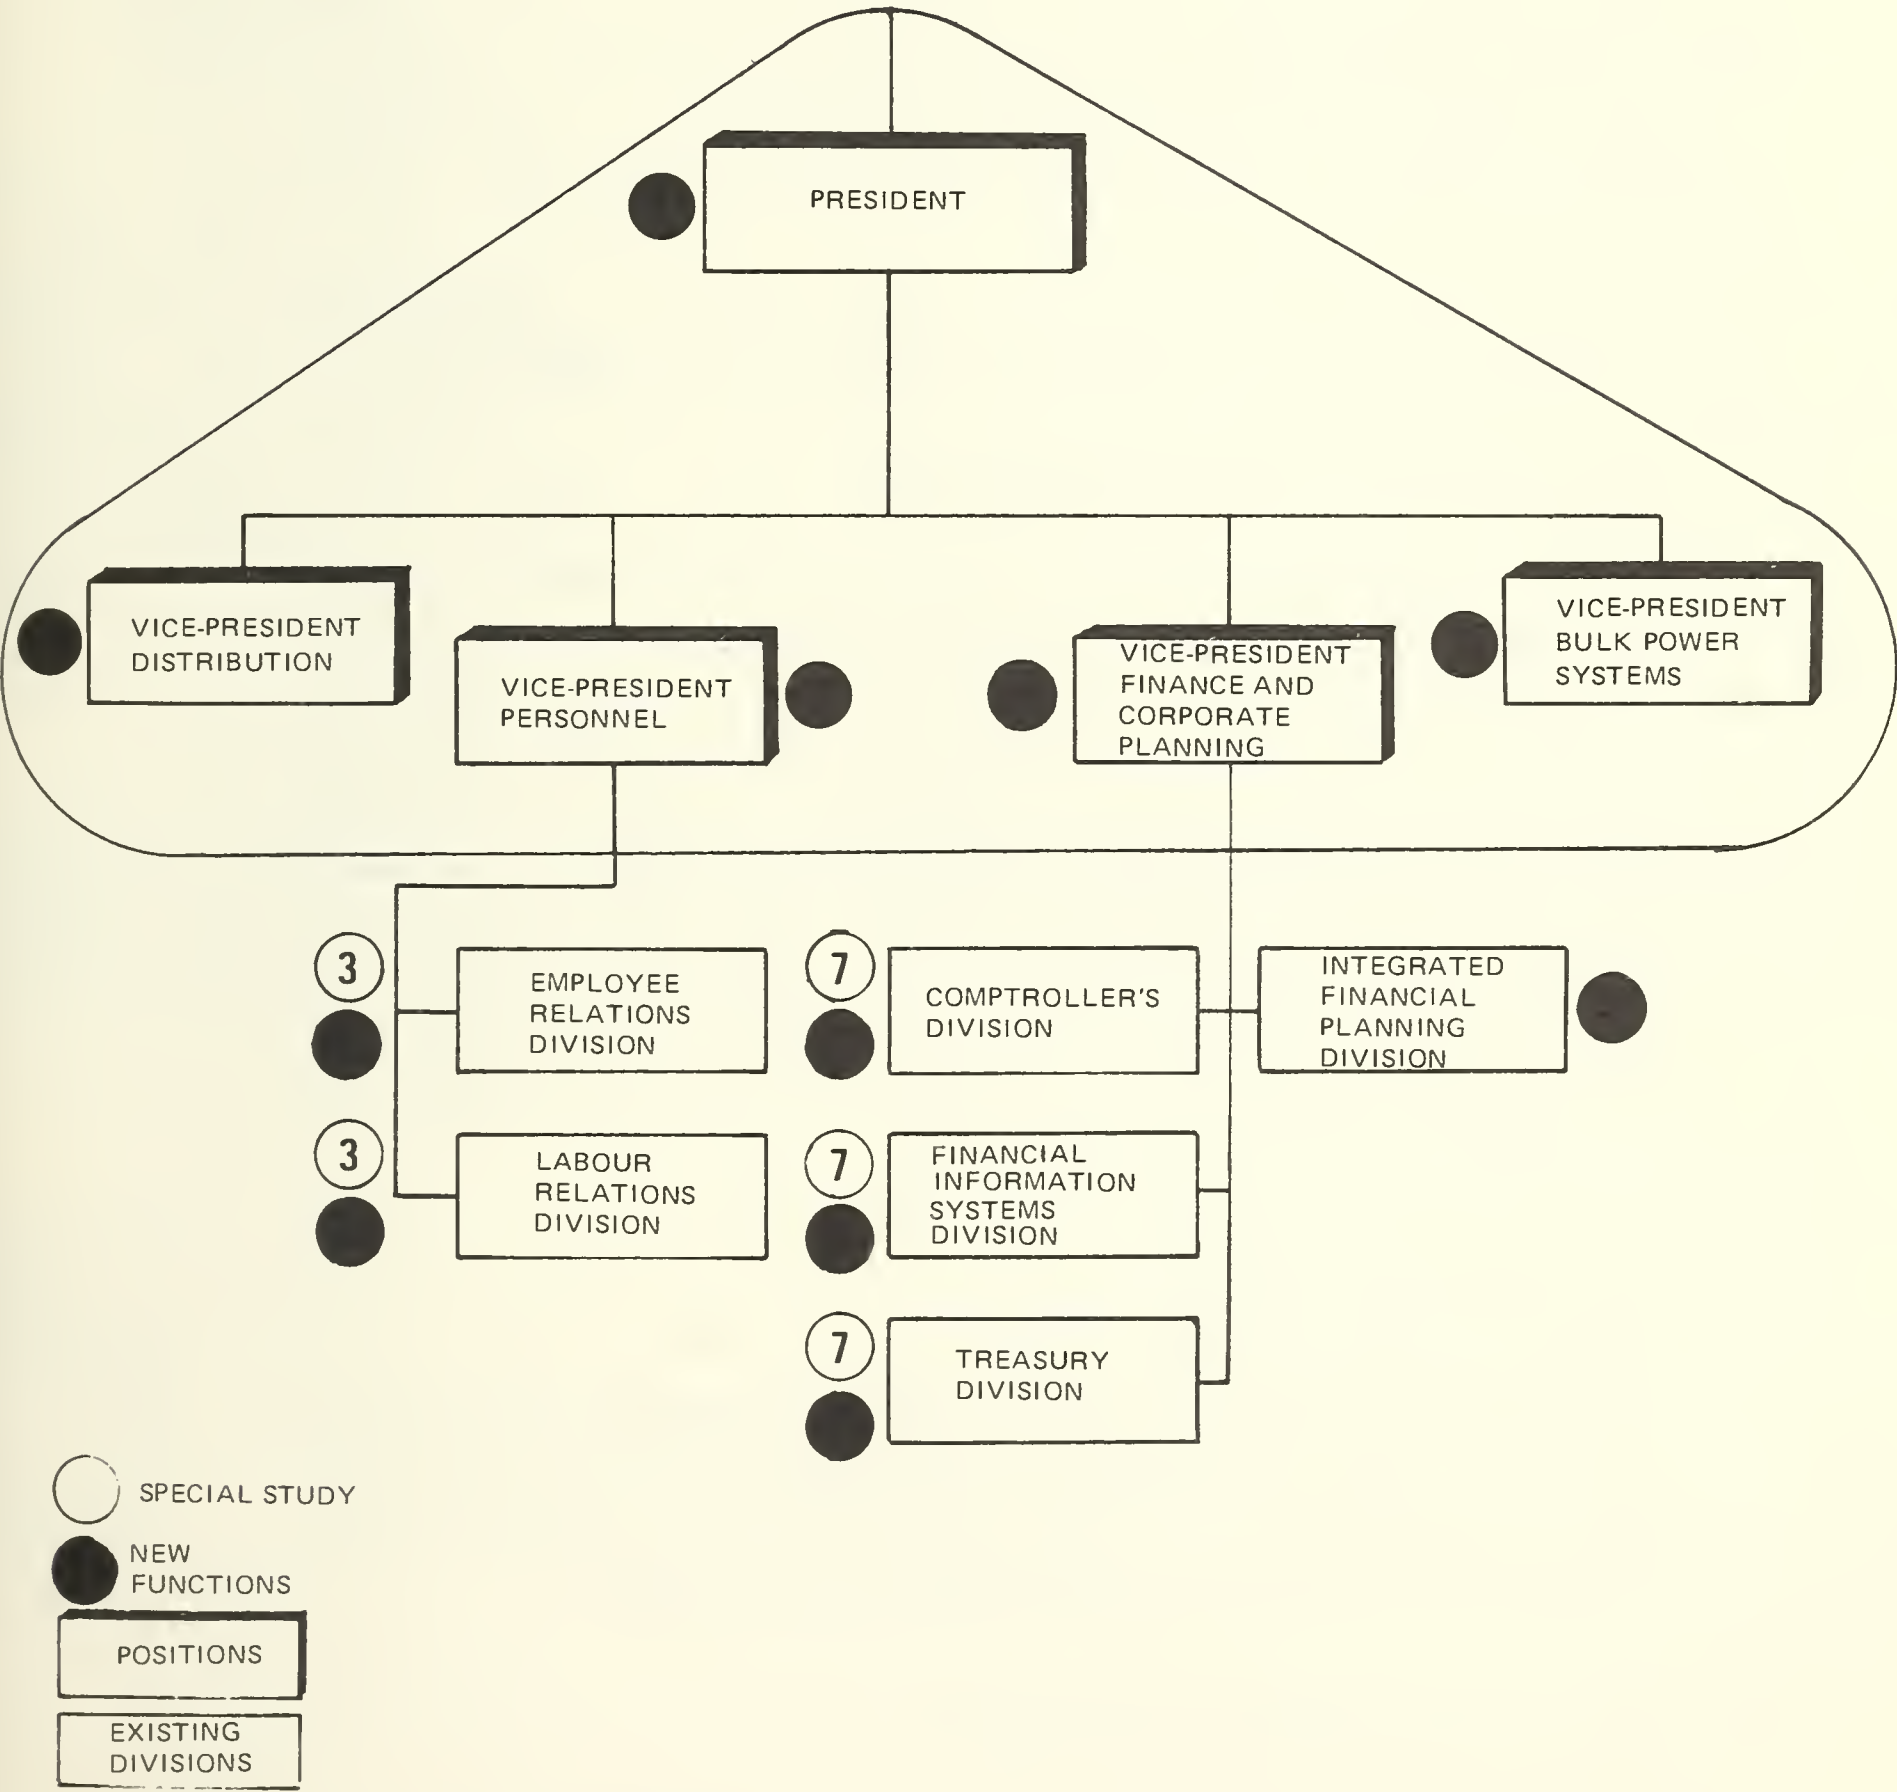 PRESIDENT
VICE-PRESIDENT
DISTRIBUTION
VICE-PRESIDENT
PERSONNEL
VICE-PRESIDENT
FINANCE AND
CORPORATE
PLANNING
VICE-PRESIDENT
BULK POWER
SYSTEMS
3
EMPLOYEE
RELATIONS
DIVISION
7
COMPTROLLER'S
DIVISION
INTEGRATED
FINANCIAL
PLANNING
DIVISION
3
LABOUR
RELATIONS
DIVISION
7
FINANCIAL
INFORMATION
SYSTEMS
DIVISION
7
TREASURY
DIVISION
SPECIAL STUDY
NEW
FUNCTIONS
POSITIONS
EXISTING
DIVISIONS